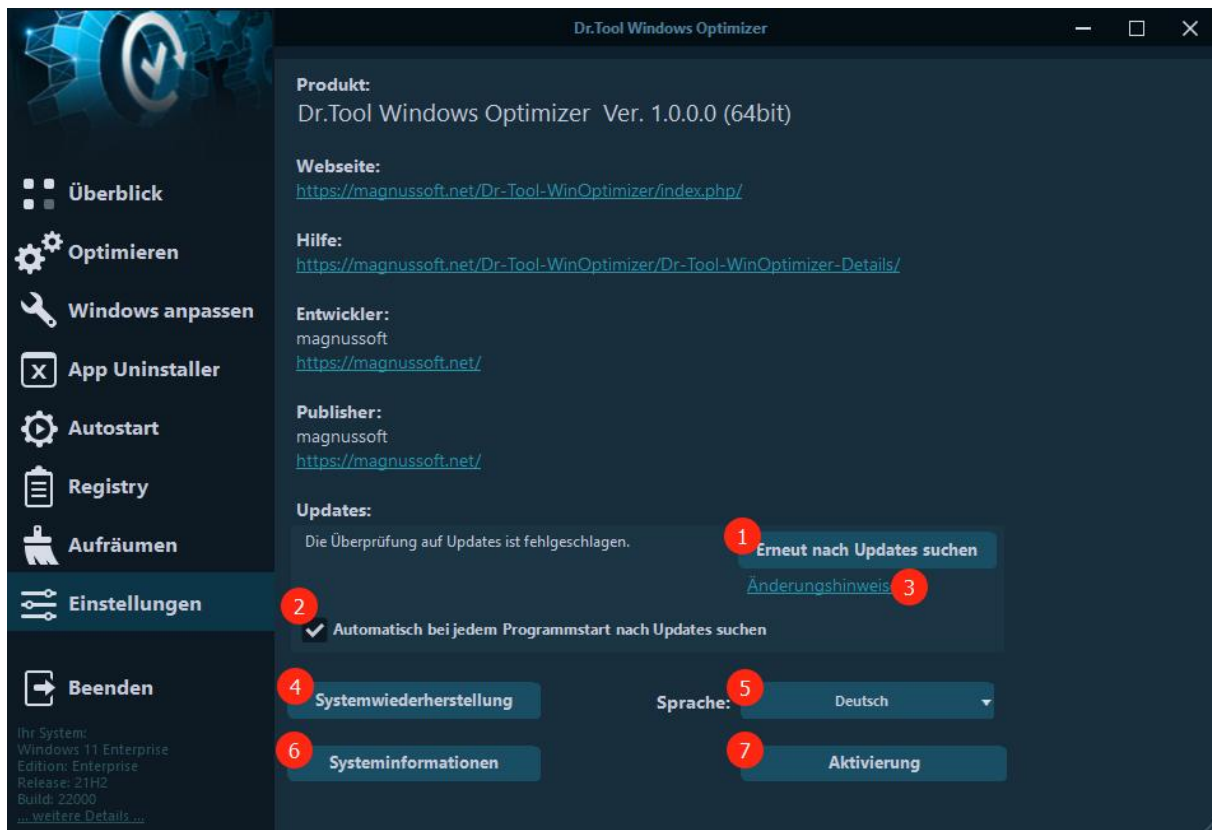 Dr.Tool Windows Optimizer
Überblick
Optimieren
Windows anpassen
App Uninstaller
Autostart
Registry
Aufräumen
Einstellungen
Beenden
Ihr System:
Windows 11 Enterprise
Edition: Enterprise
Release: 21H2
Build: 22000
... weitere Details ...
Produkt:
Dr.Tool Windows Optimizer Ver. 1.0.0.0 (64bit)
Webseite:
https://magnussoft.net/Dr-Tool-WinOptimizer/index.php/
Hilfe:
https://magnussoft.net/Dr-Tool-WinOptimizer/Dr-Tool-WinOptimizer-Details/
Entwickler:
magnussoft
https://magnussoft.net/
Publisher:
magnussoft
https://magnussoft.net/
Updates:
Die Überprüfung auf Updates ist fehlgeschlagen.
1 Erneut nach Updates suchen
Änderungshinweise 3
2
Automatisch bei jedem Programmstart nach Updates suchen
4 Systemwiederherstellung
Sprache: 5 Deutsch
6 Systeminformationen
7 Aktivierung